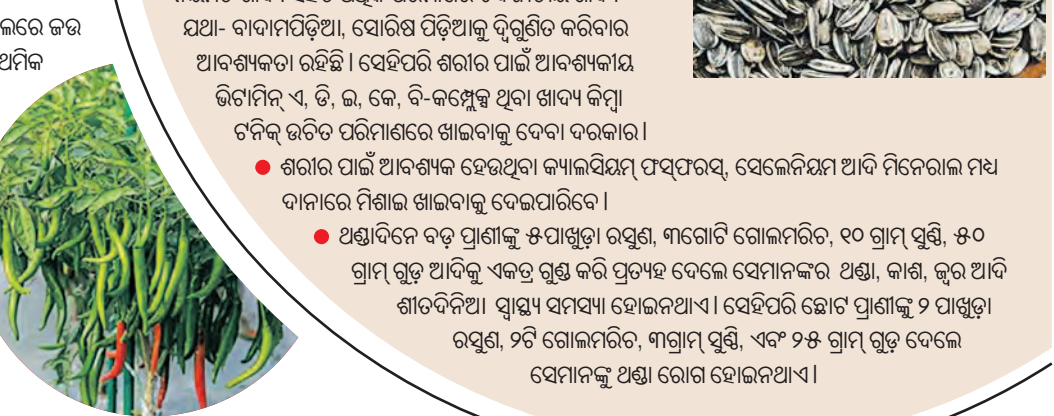 ଲରେ ଜଉ
ଥମିକ
ଯଥା- ବାଦାମପିଡ଼ିଆ, ସୋରିଷ ପିଡ଼ିଆକୁ ଦ୍ୱିଗୁଣିତ କରିବାର
ଆବଶ୍ୟକତା ରହିଛି। ସେହିପରି ଶରୀର ପାଇଁ ଆବଶ୍ୟକୀୟ
ଭିଟାମିନ୍ ଏ, ଡି, ଇ, କେ, ବି-କମ୍ପ୍ଲେକ୍ସ ଥିବା ଖାଦ୍ୟ କିମ୍ବା
ଟନିକ୍ ଉଚିତ ପରିମାଣରେ ଖାଇବାକୁ ଦେବା ଦରକାର।
● ଶରୀର ପାଇଁ ଆବଶ୍ୟକ ହେଉଥିବା କ୍ୟାଲସିୟମ୍ ଫସ୍‌ଫରସ୍, ସେଲେନିୟମ ଆଦି ମିନେରାଲ ମଧ୍ୟ
ଦାନାରେ ମିଶାଇ ଖାଇବାକୁ ଦେଇପାରିବେ।
● ଥଣ୍ଡାଦିନେ ବଡ଼ ପ୍ରାଣୀଙ୍କୁ ୫ପାଖୁଡ଼ା ରସୁଣ, ୩ଗୋଟି ଗୋଲମରିଚ, ୧୦ ଗ୍ରାମ୍ ସୁଣ୍ଠି, ୫୦
ଗ୍ରାମ୍ ଗୁଡ଼ ଆଦିକୁ ଏକତ୍ର ଗୁଣ୍ଡ କରି ପ୍ରତ୍ୟହ ଦେଲେ ସେମାନଙ୍କର ଥଣ୍ଡା, କାଶ, ଜ୍ୱର ଆଦି
ଶୀତଦିନିଆ ସ୍ୱାସ୍ଥ୍ୟ ସମସ୍ୟା ହୋଇନଥାଏ। ସେହିପରି ଛୋଟ ପ୍ରାଣୀଙ୍କୁ ୨ ପାଖୁଡ଼ା
ରସୁଣ, ୨ଟି ଗୋଲମରିଚ, ୩ଗ୍ରାମ୍ ସୁଣ୍ଠି, ଏବଂ ୨୫ ଗ୍ରାମ୍ ଗୁଡ଼ ଦେଲେ
ସେମାନଙ୍କୁ ଥଣ୍ଡା ରୋଗ ହୋଇନଥାଏ।